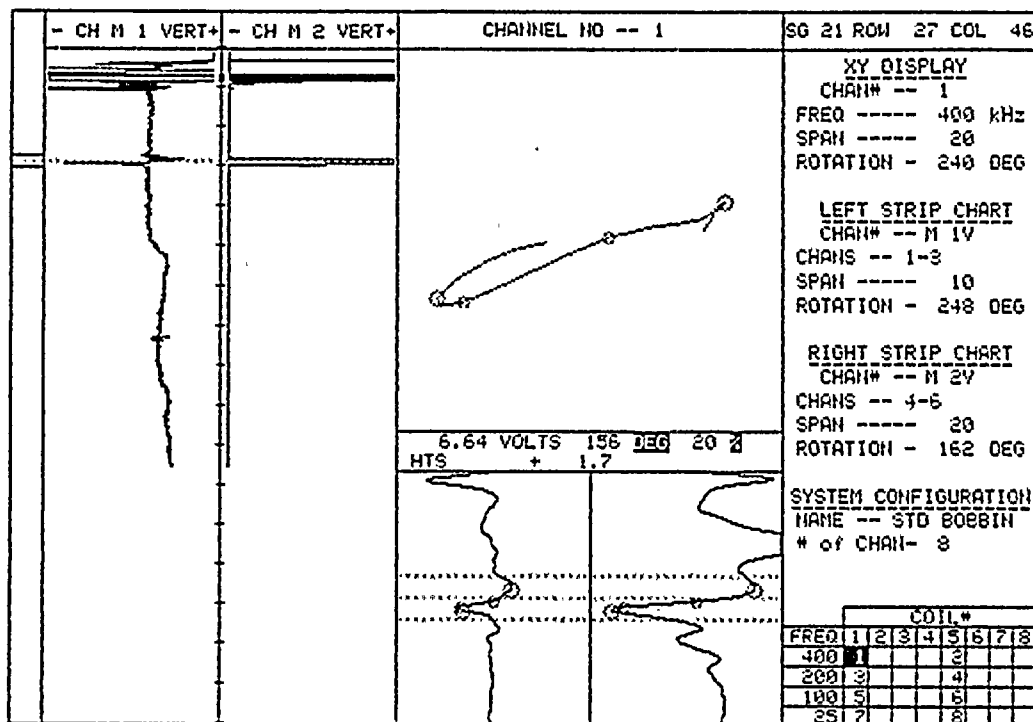 - CH M 1 VERT+
- CH M 2 VERT+
CHANNEL NO -- 1
SG 21 ROW 27 COL 46
XY DISPLAY
CHAN# -- 1
FREQ ----- 400 kHz
SPAN ----- 20
ROTATION - 240 DEG
LEFT STRIP CHART
CHAN# -- M 1V
CHANS -- 1-3
SPAN ----- 10
ROTATION - 248 DEG
RIGHT STRIP CHART
CHAN# -- M 2V
CHANS -- 4-6
SPAN ----- 20
ROTATION - 162 DEG
SYSTEM CONFIGURATION
NAME -- STD BOBBIN
# of CHAN- 8
6.64 VOLTS 156 DEG 20 %
HTS + 1.7
COIL#
FREQ 1 2 3 4 5 6 7 8
400 1 2
200 3 4
100 5 6
25 7 8